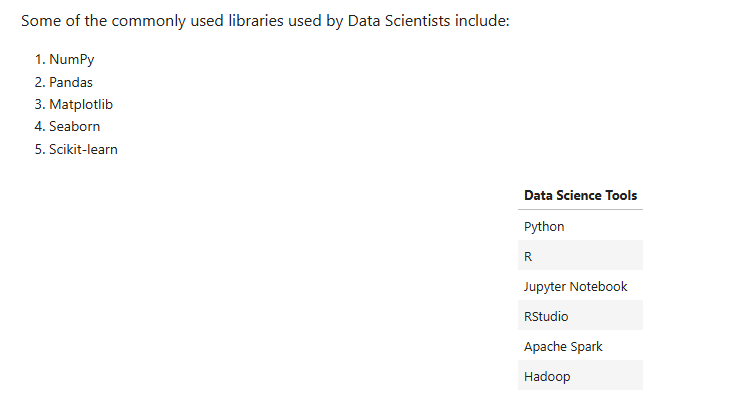 Some of the commonly used libraries used by Data Scientists include:
1. NumPy
2. Pandas
3. Matplotlib
4. Seaborn
5. Scikit-learn
Data Science Tools
Python
R
Jupyter Notebook
RStudio
Apache Spark
Hadoop